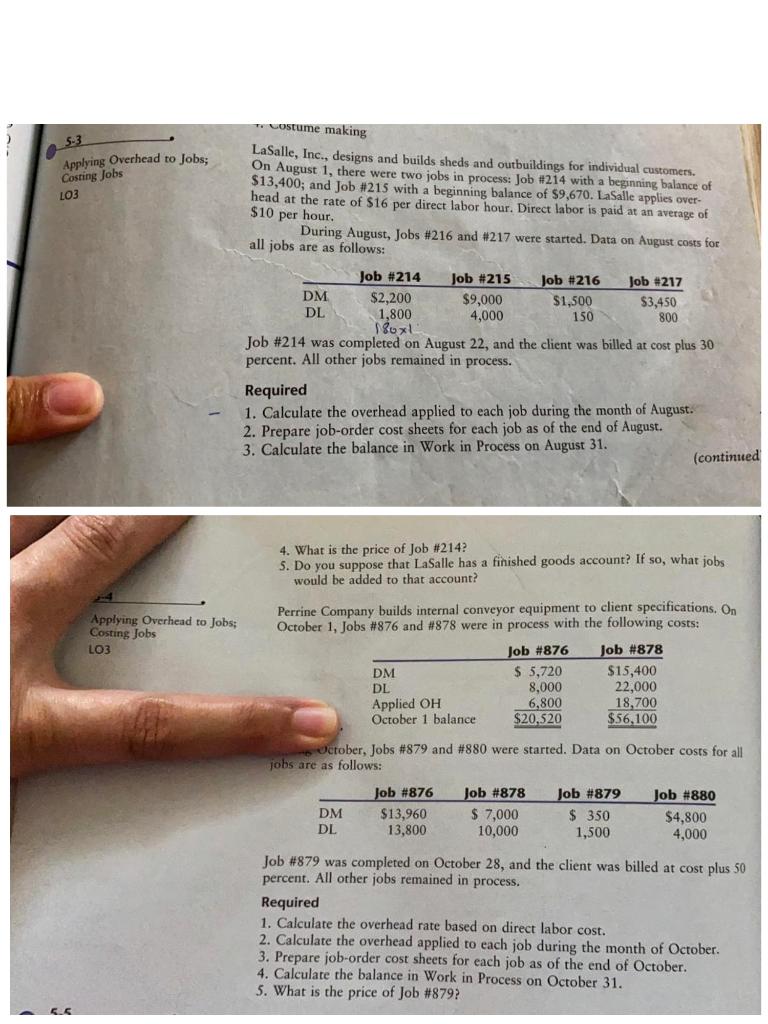 5-3
Applying Overhead to Jobs;
Costing Jobs
LO3
Costume making
LaSalle, Inc., designs and builds sheds and outbuildings for individual customers.
On August 1, there were two jobs in process: Job #214 with a beginning balance of
$13,400; and Job #215 with a beginning balance of $9,670. LaSalle applies over-
head at the rate of $16 per direct labor hour. Direct labor is paid at an average of
$10 per hour.
During August, Jobs #216 and #217 were started. Data on August costs for
all jobs are as follows:
Job #214 Job #215 Job #216 Job #217
DM $2,200 $9,000 $1,500 $3,450
DL 1,800 4,000 150 800
180x1
Job #214 was completed on August 22, and the client was billed at cost plus 30
percent. All other jobs remained in process.
Required
1. Calculate the overhead applied to each job during the month of August.
2. Prepare job-order cost sheets for each job as of the end of August.
3. Calculate the balance in Work in Process on August 31.
(continued
4. What is the price of Job #214?
5. Do you suppose that LaSalle has a finished goods account? If so, what jobs
would be added to that account?
Applying Overhead to Jobs;
Costing Jobs
LO3
Perrine Company builds internal conveyor equipment to client specifications. On
October 1, Jobs #876 and #878 were in process with the following costs:
Job #876 Job #878
DM $ 5,720 $15,400
DL 8,000 22,000
Applied OH 6,800 18,700
October 1 balance $20,520 $56,100
October, Jobs #879 and #880 were started. Data on October costs for all
jobs are as follows:
Job #876 Job #878 Job #879 Job #880
DM $13,960 $ 7,000 $ 350 $4,800
DL 13,800 10,000 1,500 4,000
Job #879 was completed on October 28, and the client was billed at cost plus 50
percent. All other jobs remained in process.
Required
1. Calculate the overhead rate based on direct labor cost.
2. Calculate the overhead applied to each job during the month of October.
3. Prepare job-order cost sheets for each job as of the end of October.
4. Calculate the balance in Work in Process on October 31.
5. What is the price of Job #879?
5-5